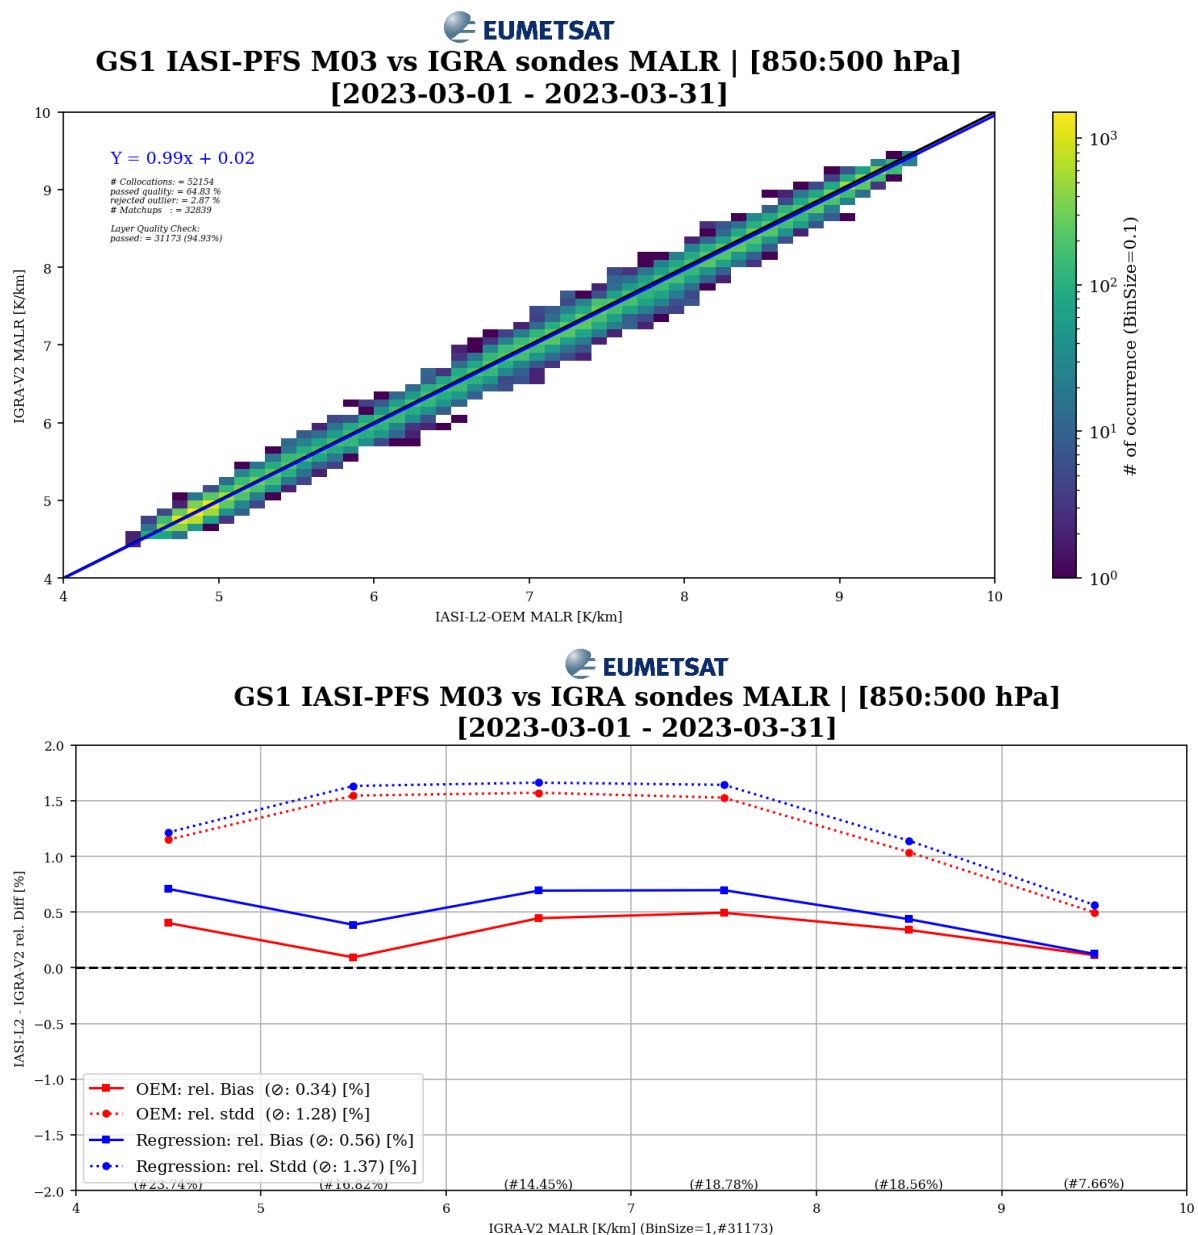 EUMETSAT
GS1 IASI-PFS M03 vs IGRA sondes MALR | [850:500 hPa]
[2023-03-01 - 2023-03-31]
Y = 0.99x + 0.02
# Collocations: = 52154
passed quality: = 64.83 %
rejected outlier: = 2.87 %
# Matchups : = 32839
Layer Quality Check:
passed: = 31173 (94.93%)
10
9
8
7
6
5
4
IGRA-V2 MALR [K/km]
4 5 6 7 8 9 10
IASI-L2-OEM MALR [K/km]
10³
10²
10¹
10⁰
# of occurrence (BinSize=0.1)
EUMETSAT
GS1 IASI-PFS M03 vs IGRA sondes MALR | [850:500 hPa]
[2023-03-01 - 2023-03-31]
2.0
1.5
1.0
0.5
0.0
−0.5
−1.0
−1.5
−2.0
IASI-L2 - IGRA-V2 rel. Diff [%]
OEM: rel. Bias (⊘: 0.34) [%]
OEM: rel. stdd (⊘: 1.28) [%]
Regression: rel. Bias (⊘: 0.56) [%]
Regression: rel. Stdd (⊘: 1.37) [%]
(#23.74%) (#16.82%) (#14.45%) (#18.78%) (#18.56%) (#7.66%)
4 5 6 7 8 9 10
IGRA-V2 MALR [K/km] (BinSize=1,#31173)